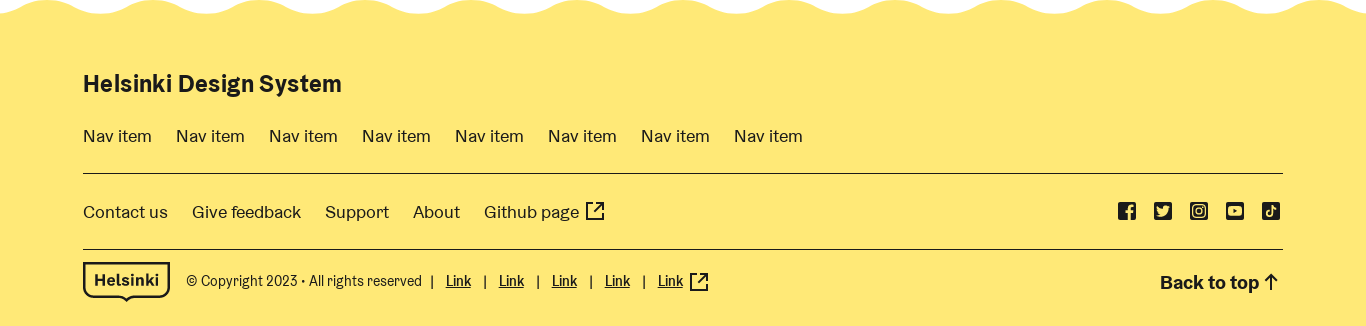 Helsinki Design System
Nav item Nav item Nav item Nav item Nav item Nav item Nav item Nav item
Contact us Give feedback Support About Github page
Helsinki © Copyright 2023 • All rights reserved | Link | Link | Link | Link | Link Back to top